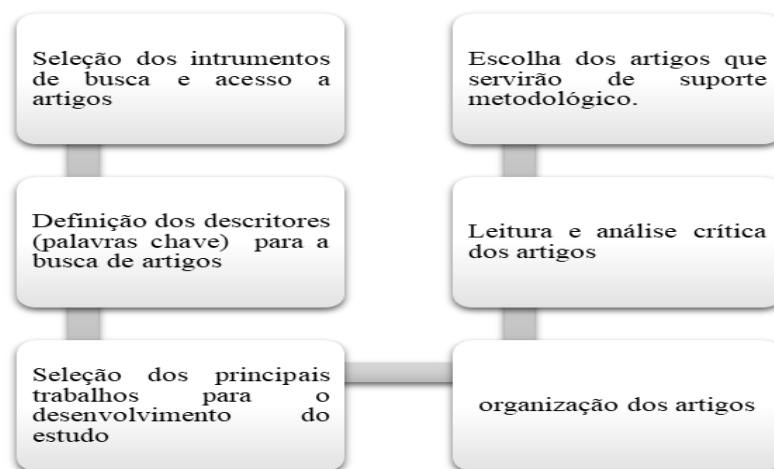 Seleção dos intrumentos
de busca e acesso a
artigos
Definição dos descritores
(palavras chave) para a
busca de artigos
Seleção dos principais
trabalhos para o
desenvolvimento do
estudo
organização dos artigos
Leitura e análise crítica
dos artigos
Escolha dos artigos que
servirão de suporte
metodológico.